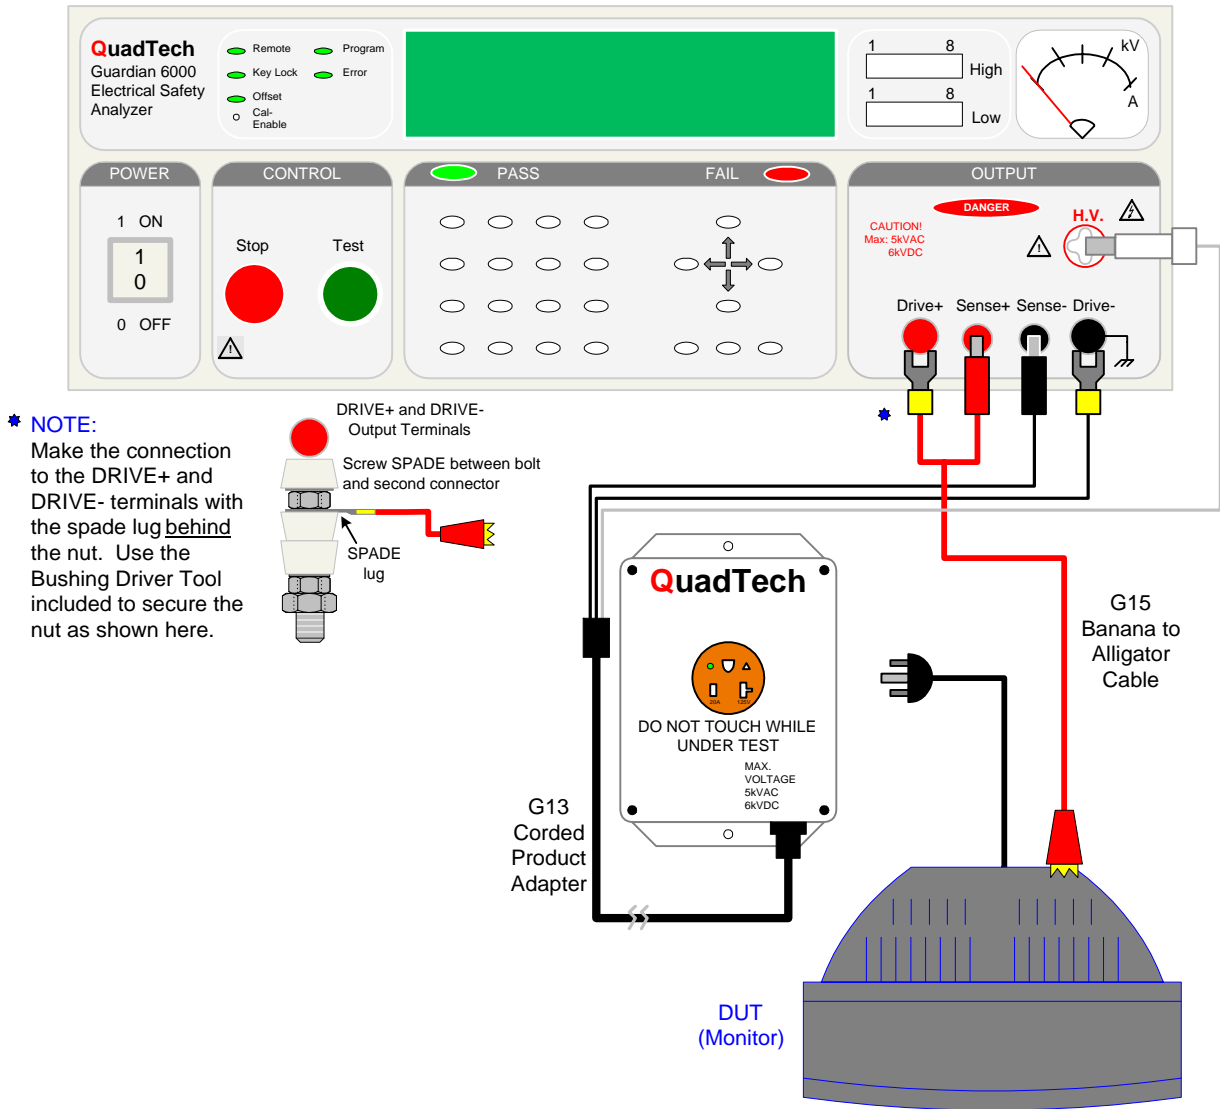 QuadTech
Guardian 6000
Electrical Safety
Analyzer
Remote
Program
Key Lock
Error
Offset
Cal-
Enable
1 8
High
1 8
Low
kV
A
POWER
CONTROL
PASS
FAIL
OUTPUT
1 ON
1
0
0 OFF
Stop
Test
DANGER
CAUTION!
Max: 5kVAC
6kVDC
H.V.
Drive+ Sense+ Sense- Drive-
NOTE:
Make the connection
to the DRIVE+ and
DRIVE- terminals with
the spade lug behind
the nut. Use the
Bushing Driver Tool
included to secure the
nut as shown here.
DRIVE+ and DRIVE-
Output Terminals
Screw SPADE between bolt
and second connector
SPADE
lug
QuadTech
20A 125V
DO NOT TOUCH WHILE
UNDER TEST
MAX.
VOLTAGE
5kVAC
6kVDC
G13
Corded
Product
Adapter
G15
Banana to
Alligator
Cable
DUT
(Monitor)